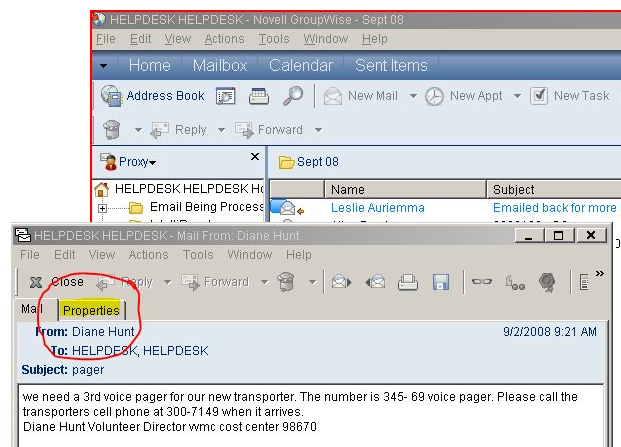 HELPDESK HELPDESK - Novell GroupWise - Sept 08
File Edit View Actions Tools Window Help
Home Mailbox Calendar Sent Items
Address Book New Mail New Appt New Task
Reply Forward
Proxy Sept 08
HELPDESK HELPDESK Name Subject
Email Being Process Leslie Auriemma Emailed back for more
HELPDESK HELPDESK - Mail From: Diane Hunt
File Edit View Actions Tools Window Help
Close Reply Forward
Mail Properties
From: Diane Hunt 9/2/2008 9:21 AM
To: HELPDESK, HELPDESK
Subject: pager
we need a 3rd voice pager for our new transporter. The number is 345- 69 voice pager. Please call the
transporters cell phone at 300-7149 when it arrives.
Diane Hunt Volunteer Director wmc cost center 98670